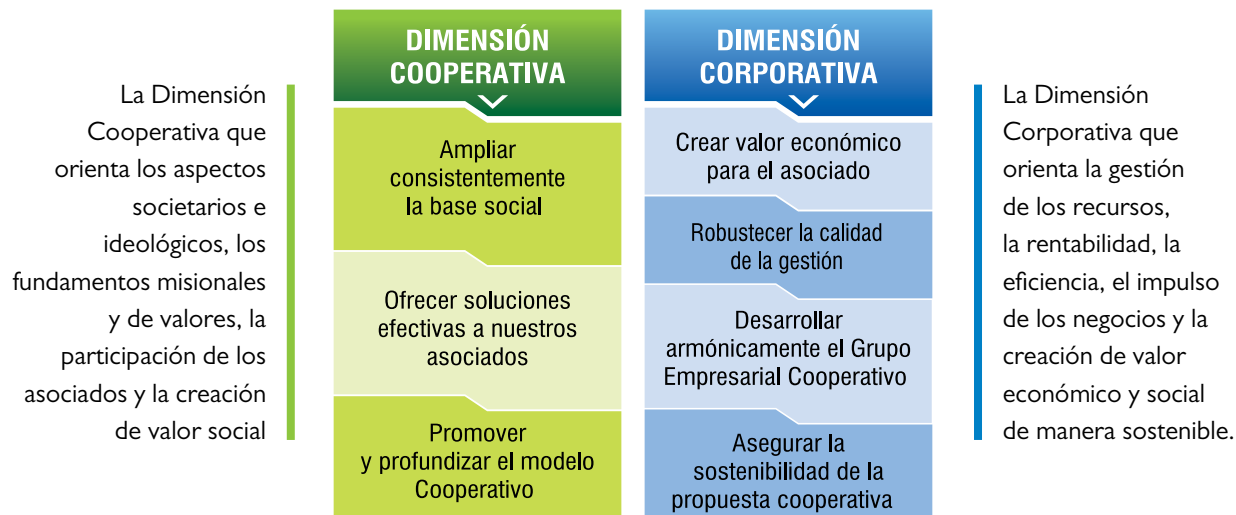 La Dimensión
Cooperativa que
orienta los aspectos
societarios e
ideológicos, los
fundamentos misionales
y de valores, la
participación de los
asociados y la creación
de valor social
DIMENSIÓN
COOPERATIVA
Ampliar
consistentemente
la base social
Ofrecer soluciones
efectivas a nuestros
asociados
Promover
y profundizar el modelo
Cooperativo
DIMENSIÓN
CORPORATIVA
Crear valor económico
para el asociado
Robustecer la calidad
de la gestión
Desarrollar
armónicamente el Grupo
Empresarial Cooperativo
Asegurar la
sostenibilidad de la
propuesta cooperativa
La Dimensión
Corporativa que
orienta la gestión
de los recursos,
la rentabilidad, la
eficiencia, el impulso
de los negocios y la
creación de valor
económico y social
de manera sostenible.